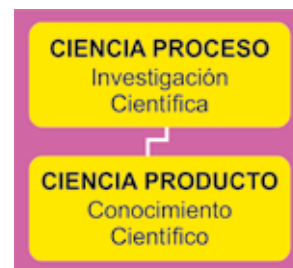 CIENCIA PROCESO
Investigación
Científica
CIENCIA PRODUCTO
Conocimiento
Científico